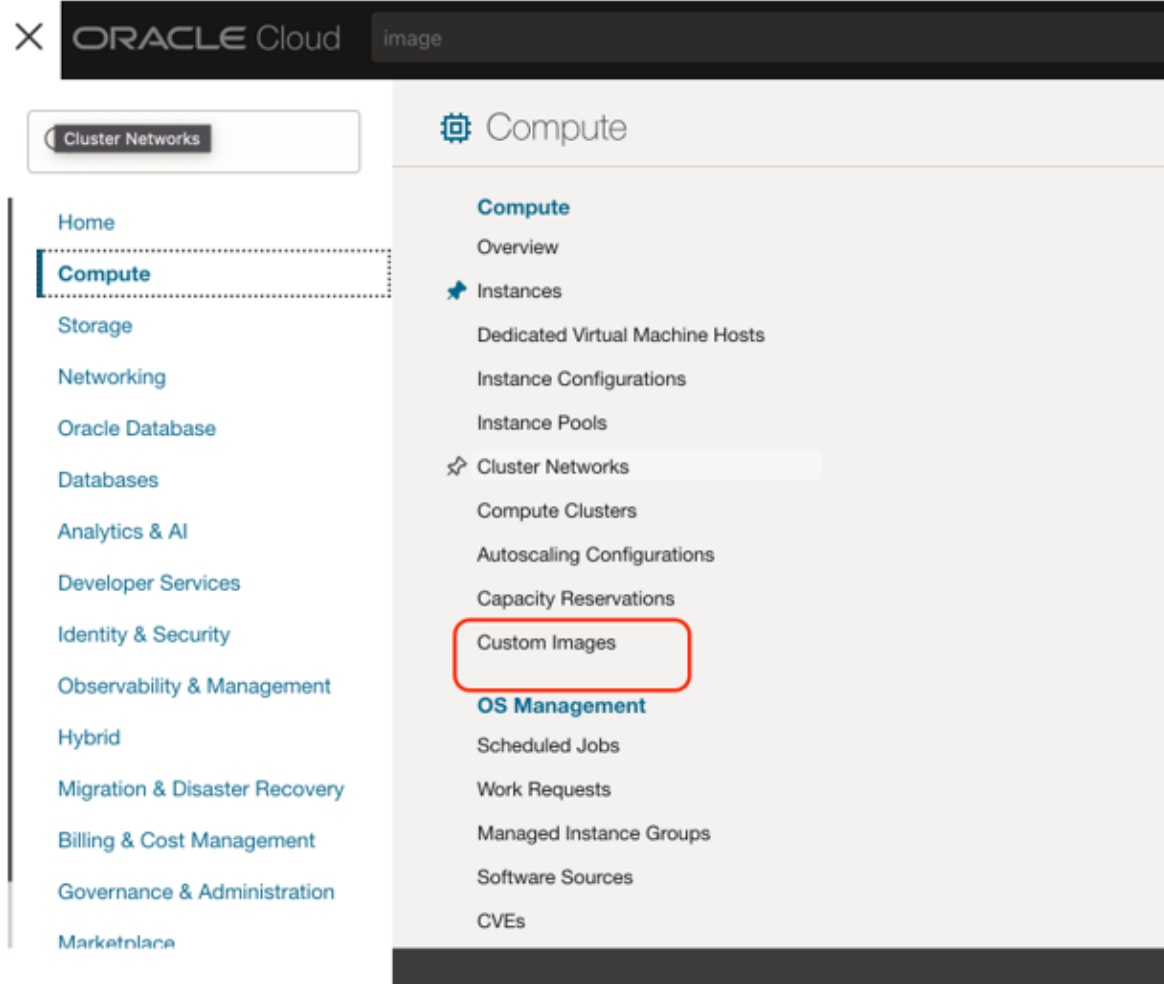 ORACLE Cloud
image
Cluster Networks
Home
Compute
Storage
Networking
Oracle Database
Databases
Analytics & AI
Developer Services
Identity & Security
Observability & Management
Hybrid
Migration & Disaster Recovery
Billing & Cost Management
Governance & Administration
Marketplace
Compute
Compute
Overview
Instances
Dedicated Virtual Machine Hosts
Instance Configurations
Instance Pools
Cluster Networks
Compute Clusters
Autoscaling Configurations
Capacity Reservations
Custom Images
OS Management
Scheduled Jobs
Work Requests
Managed Instance Groups
Software Sources
CVEs